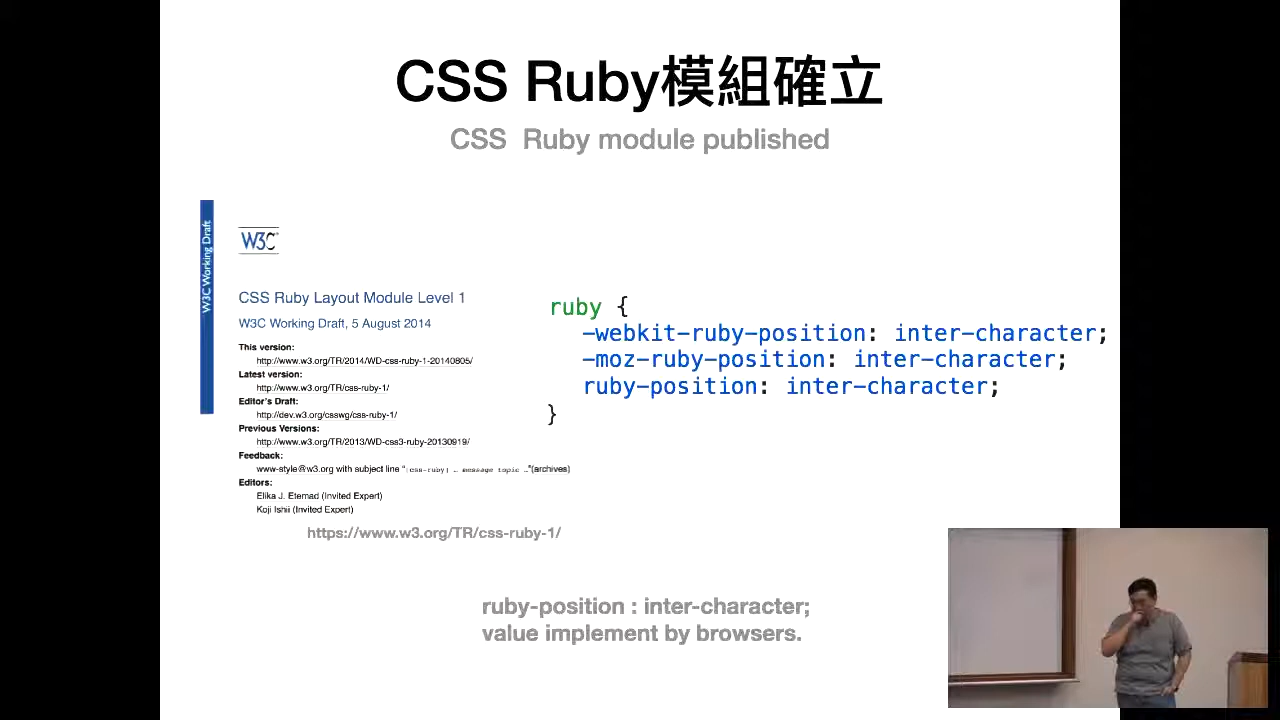 CSS Ruby模組確立
CSS Ruby module published
W3C Working Draft
W3C
CSS Ruby Layout Module Level 1
W3C Working Draft, 5 August 2014
This version:
http://www.w3.org/TR/2014/WD-css-ruby-1-20140805/
Latest version:
http://www.w3.org/TR/css-ruby-1/
Editor's Draft:
http://dev.w3.org/csswg/css-ruby-1/
Previous Versions:
http://www.w3.org/TR/2013/WD-css3-ruby-20130919/
Feedback:
www-style@w3.org with subject line “[css-ruby] … message topic …”(archives)
Editors:
Elika J. Etemad (Invited Expert)
Koji Ishii (Invited Expert)
https://www.w3.org/TR/css-ruby-1/
ruby {
-webkit-ruby-position: inter-character;
-moz-ruby-position: inter-character;
ruby-position: inter-character;
}
ruby-position : inter-character;
value implement by browsers.